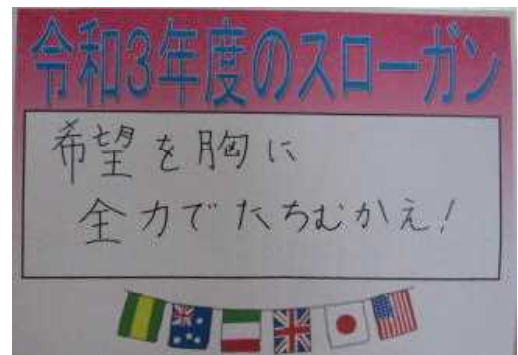 令和3年度のスローガン
希望を胸に
全力でたちむかえ!